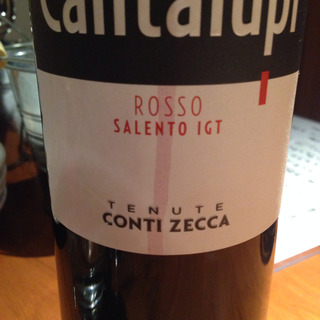 Cantalupi
ROSSO
SALENTO IGT
TENUTE
CONTI ZECCA